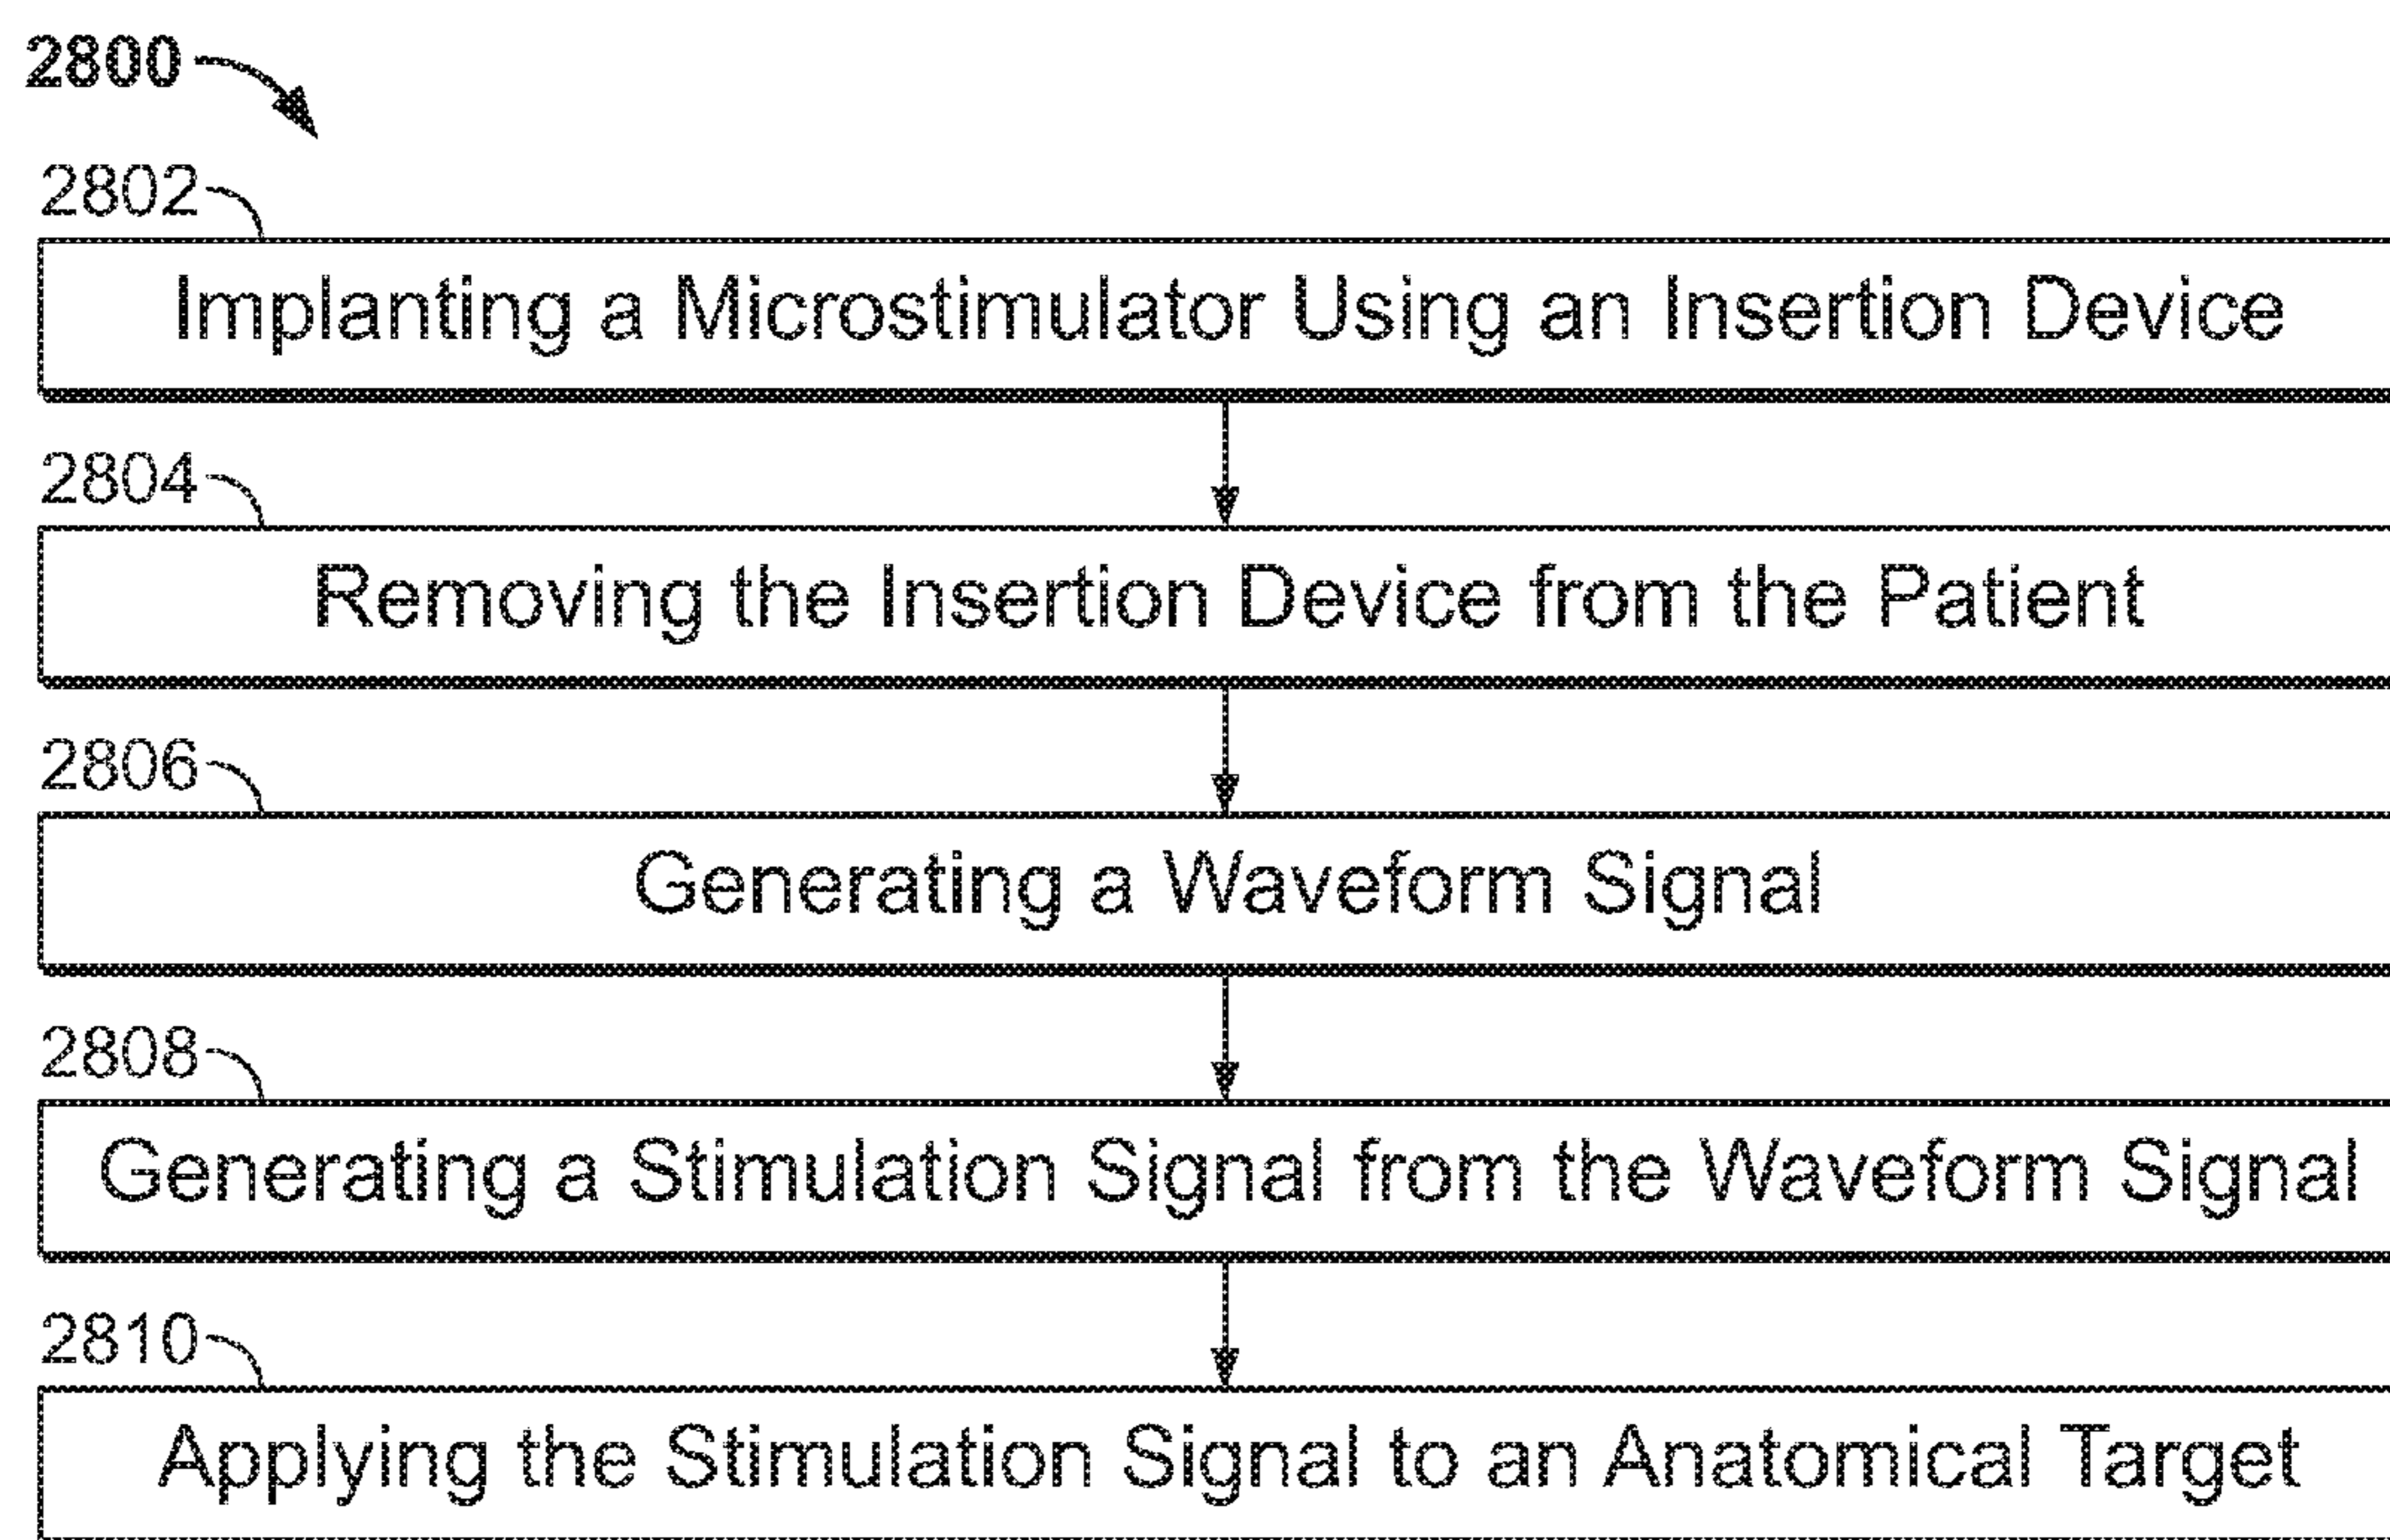 2800
2802
Implanting a Microstimulator Using an Insertion Device
2804
Removing the Insertion Device from the Patient
2806
Generating a Waveform Signal
2808
Generating a Stimulation Signal from the Waveform Signal
2810
Applying the Stimulation Signal to an Anatomical Target